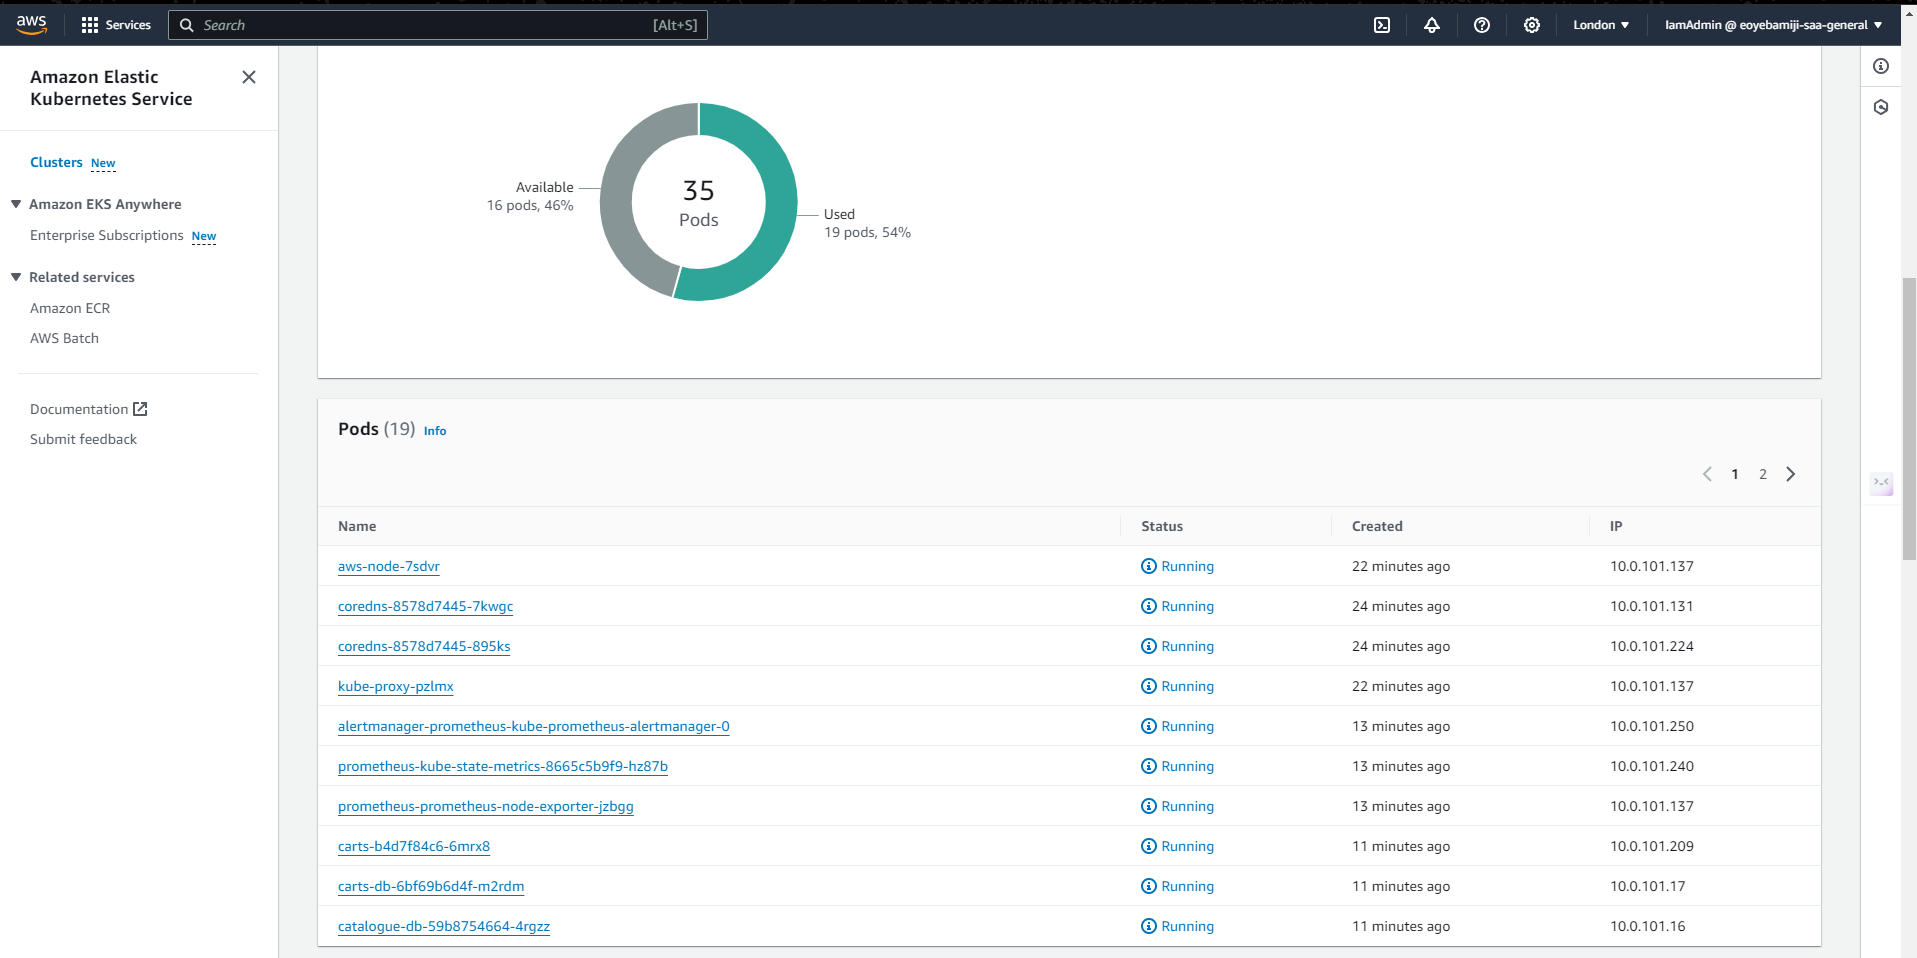 aws Services Search [Alt+S] London IamAdmin @ eoyebamiji-saa-general
Amazon Elastic
Kubernetes Service
Clusters New
Amazon EKS Anywhere
Enterprise Subscriptions New
Related services
Amazon ECR
AWS Batch
Documentation
Submit feedback
Available
16 pods, 46%
35
Pods
Used
19 pods, 54%
Pods (19) Info
1 2
Name Status Created IP
aws-node-7sdvr Running 22 minutes ago 10.0.101.137
coredns-8578d7445-7kwgc Running 24 minutes ago 10.0.101.131
coredns-8578d7445-895ks Running 24 minutes ago 10.0.101.224
kube-proxy-pzlmx Running 22 minutes ago 10.0.101.137
alertmanager-prometheus-kube-prometheus-alertmanager-0 Running 13 minutes ago 10.0.101.250
prometheus-kube-state-metrics-8665c5b9f9-hz87b Running 13 minutes ago 10.0.101.240
prometheus-prometheus-node-exporter-jzbgg Running 13 minutes ago 10.0.101.137
carts-b4d7f84c6-6mrx8 Running 11 minutes ago 10.0.101.209
carts-db-6bf69b6d4f-m2rdm Running 11 minutes ago 10.0.101.17
catalogue-db-59b8754664-4rgzz Running 11 minutes ago 10.0.101.16